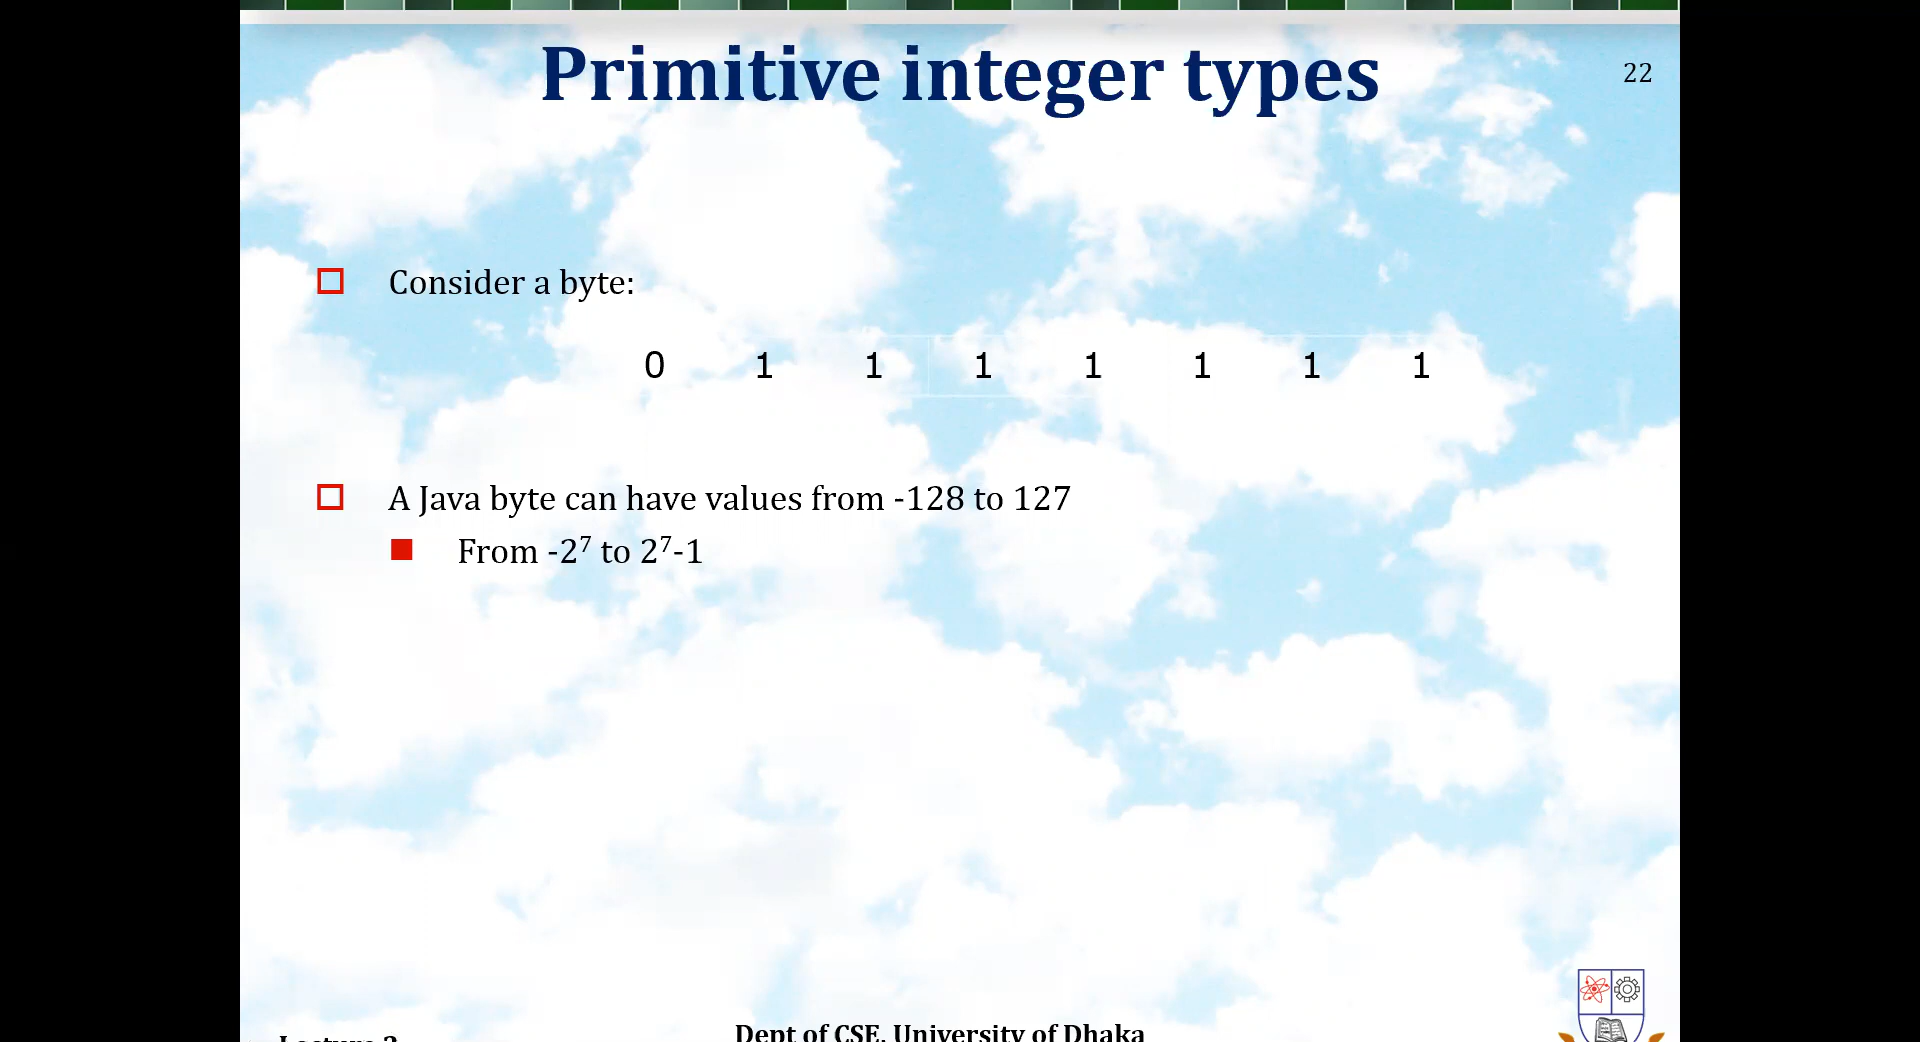 Primitive integer types
22
Consider a byte:
0 1 1 1 1 1 1 1
A Java byte can have values from -128 to 127
From -2⁷ to 2⁷-1
Dept of CSE, University of Dhaka